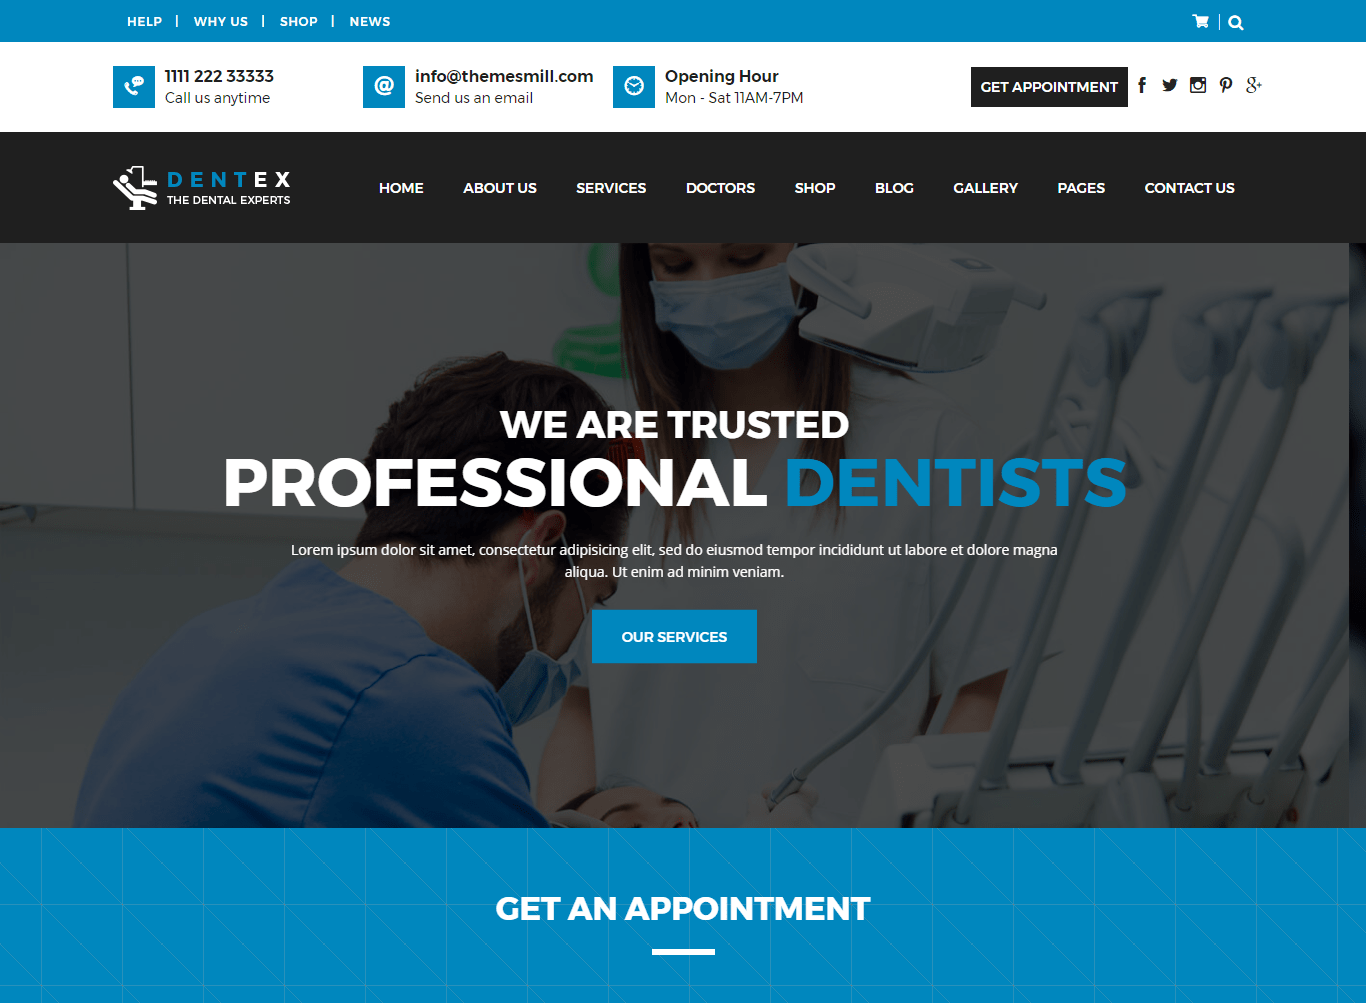 HELP | WHY US | SHOP | NEWS
1111 222 33333
Call us anytime
info@themesmill.com
Send us an email
Opening Hour
Mon - Sat 11AM-7PM
GET APPOINTMENT
DENTEX
THE DENTAL EXPERTS
HOME ABOUT US SERVICES DOCTORS SHOP BLOG GALLERY PAGES CONTACT US
WE ARE TRUSTED
PROFESSIONAL DENTISTS
Lorem ipsum dolor sit amet, consectetur adipisicing elit, sed do eiusmod tempor incididunt ut labore et dolore magna
aliqua. Ut enim ad minim veniam.
OUR SERVICES
GET AN APPOINTMENT